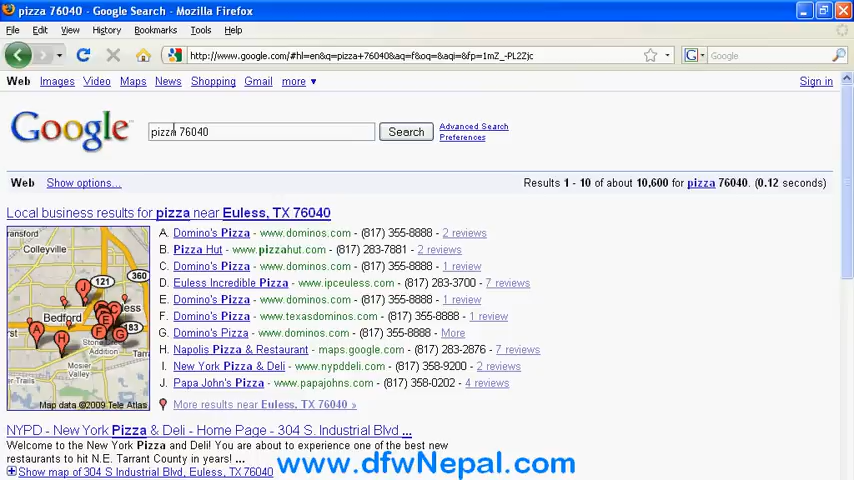 pizza 76040 - Google Search - Mozilla Firefox
File Edit View History Bookmarks Tools Help
http://www.google.com/#hl=en&q=pizza+76040&aq=f&oq=&aqi=&fp=1mZ_-PL2Zjc
Google
Web Images Video Maps News Shopping Gmail more ▼ Sign in
Google
pizza 76040
Search
Advanced Search
Preferences
Web Show options... Results 1 - 10 of about 10,600 for pizza 76040. (0.12 seconds)
Local business results for pizza near Euless, TX 76040
A. Domino's Pizza - www.dominos.com - (817) 355-8888 - 2 reviews
B. Pizza Hut - www.pizzahut.com - (817) 283-7881 - 2 reviews
C. Domino's Pizza - www.dominos.com - (817) 355-8888 - 1 review
D. Euless Incredible Pizza - www.ipceuless.com - (817) 283-3700 - 7 reviews
E. Domino's Pizza - www.dominos.com - (817) 355-8888 - 1 review
F. Domino's Pizza - www.texasdominos.com - (817) 355-8888 - 1 review
G. Domino's Pizza - www.dominos.com - (817) 355-8888 - More
H. Napolis Pizza & Restaurant - maps.google.com - (817) 283-2876 - 7 reviews
I. New York Pizza & Deli - www.nypddeli.com - (817) 358-9200 - 2 reviews
J. Papa John's Pizza - www.papajohns.com - (817) 358-0202 - 4 reviews
More results near Euless, TX 76040 »
ransford
Colleyville
121
360
J
C
E
F
G
A
H
Bedford
less
183
Stone
Addition
Mosier
Valley
ler Trails
Map data ©2009 Tele Atlas
NYPD - New York Pizza & Deli - Home Page - 304 S. Industrial Blvd ...
Welcome to the New York Pizza and Deli! You are about to experience one of the best new
restaurants to hit N.E. Tarrant County in years! ...
Show map of 304 S Industrial Blvd, Euless, TX 76040
www.dfwNepal.com